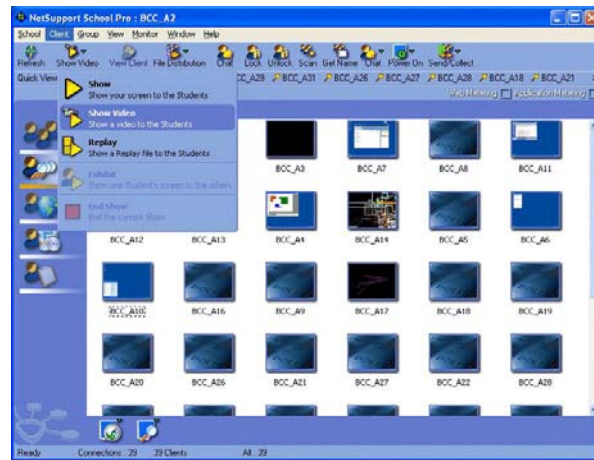 NetSupport School Pro : BCC_A2
School Client Group View Monitor Window Help
Refresh Show Video View Client File Distribution Chat Lock Unlock Scan Get Name Chat Power On Send/Collect
Quick View BCC_A29 BCC_A31 BCC_A26 BCC_A27 BCC_A28 BCC_A18 BCC_A21
Web Metering Application Metering
Show
Show your screen to the Students
Show Video
Show a video to the Students
Replay
Show a Replay file to the Students
Exhibit
Show one Student's screen to the others
End Show
End the current Show
BCC_A3 BCC_A7 BCC_A8 BCC_A11
BCC_A12 BCC_A13 BCC_A4 BCC_A14 BCC_A5 BCC_A6
BCC_A10 BCC_A16 BCC_A9 BCC_A17 BCC_A18 BCC_A19
BCC_A20 BCC_A26 BCC_A21 BCC_A27 BCC_A22 BCC_A28
Ready Connections : 39 39 Clients All : 39